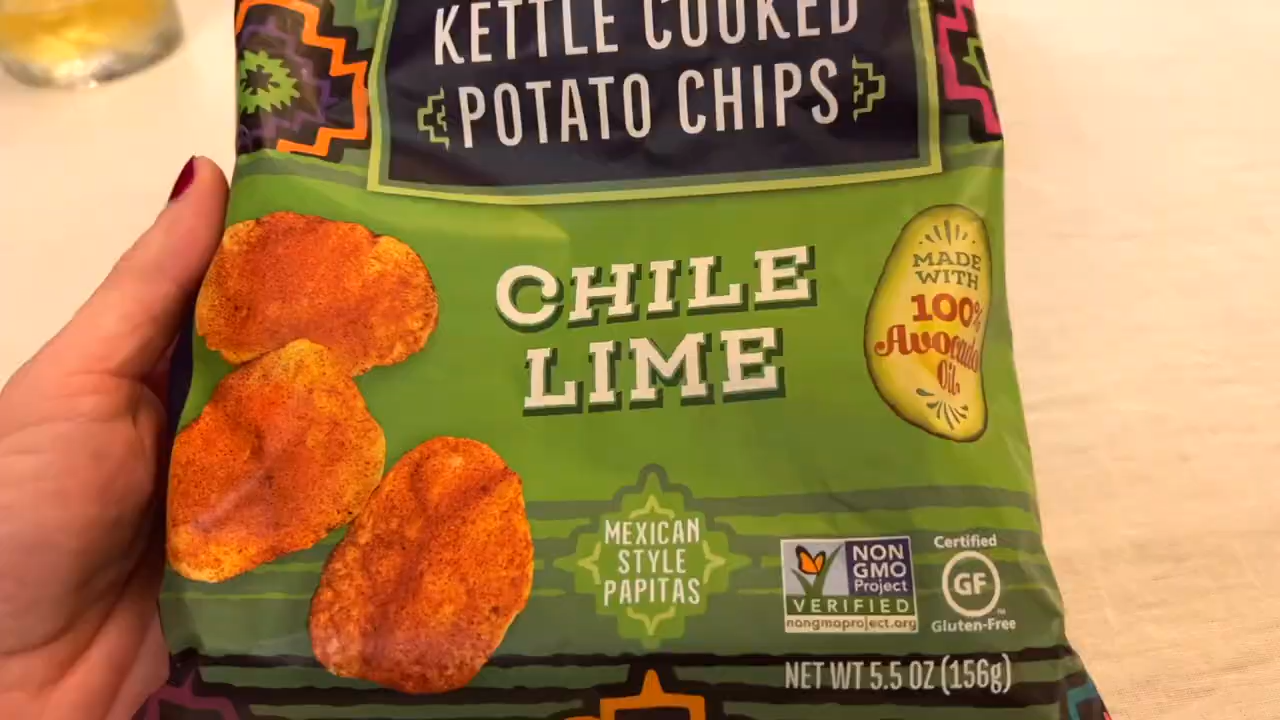 KETTLE COOKED
POTATO CHIPS
CHILE
LIME
MADE
WITH
100%
Avocado
Oil
MEXICAN
STYLE
PAPITAS
NON
GMO
Project
VERIFIED
nongmoproject.org
Certified
GF
TM
Gluten-Free
NET WT 5.5 OZ (156g)